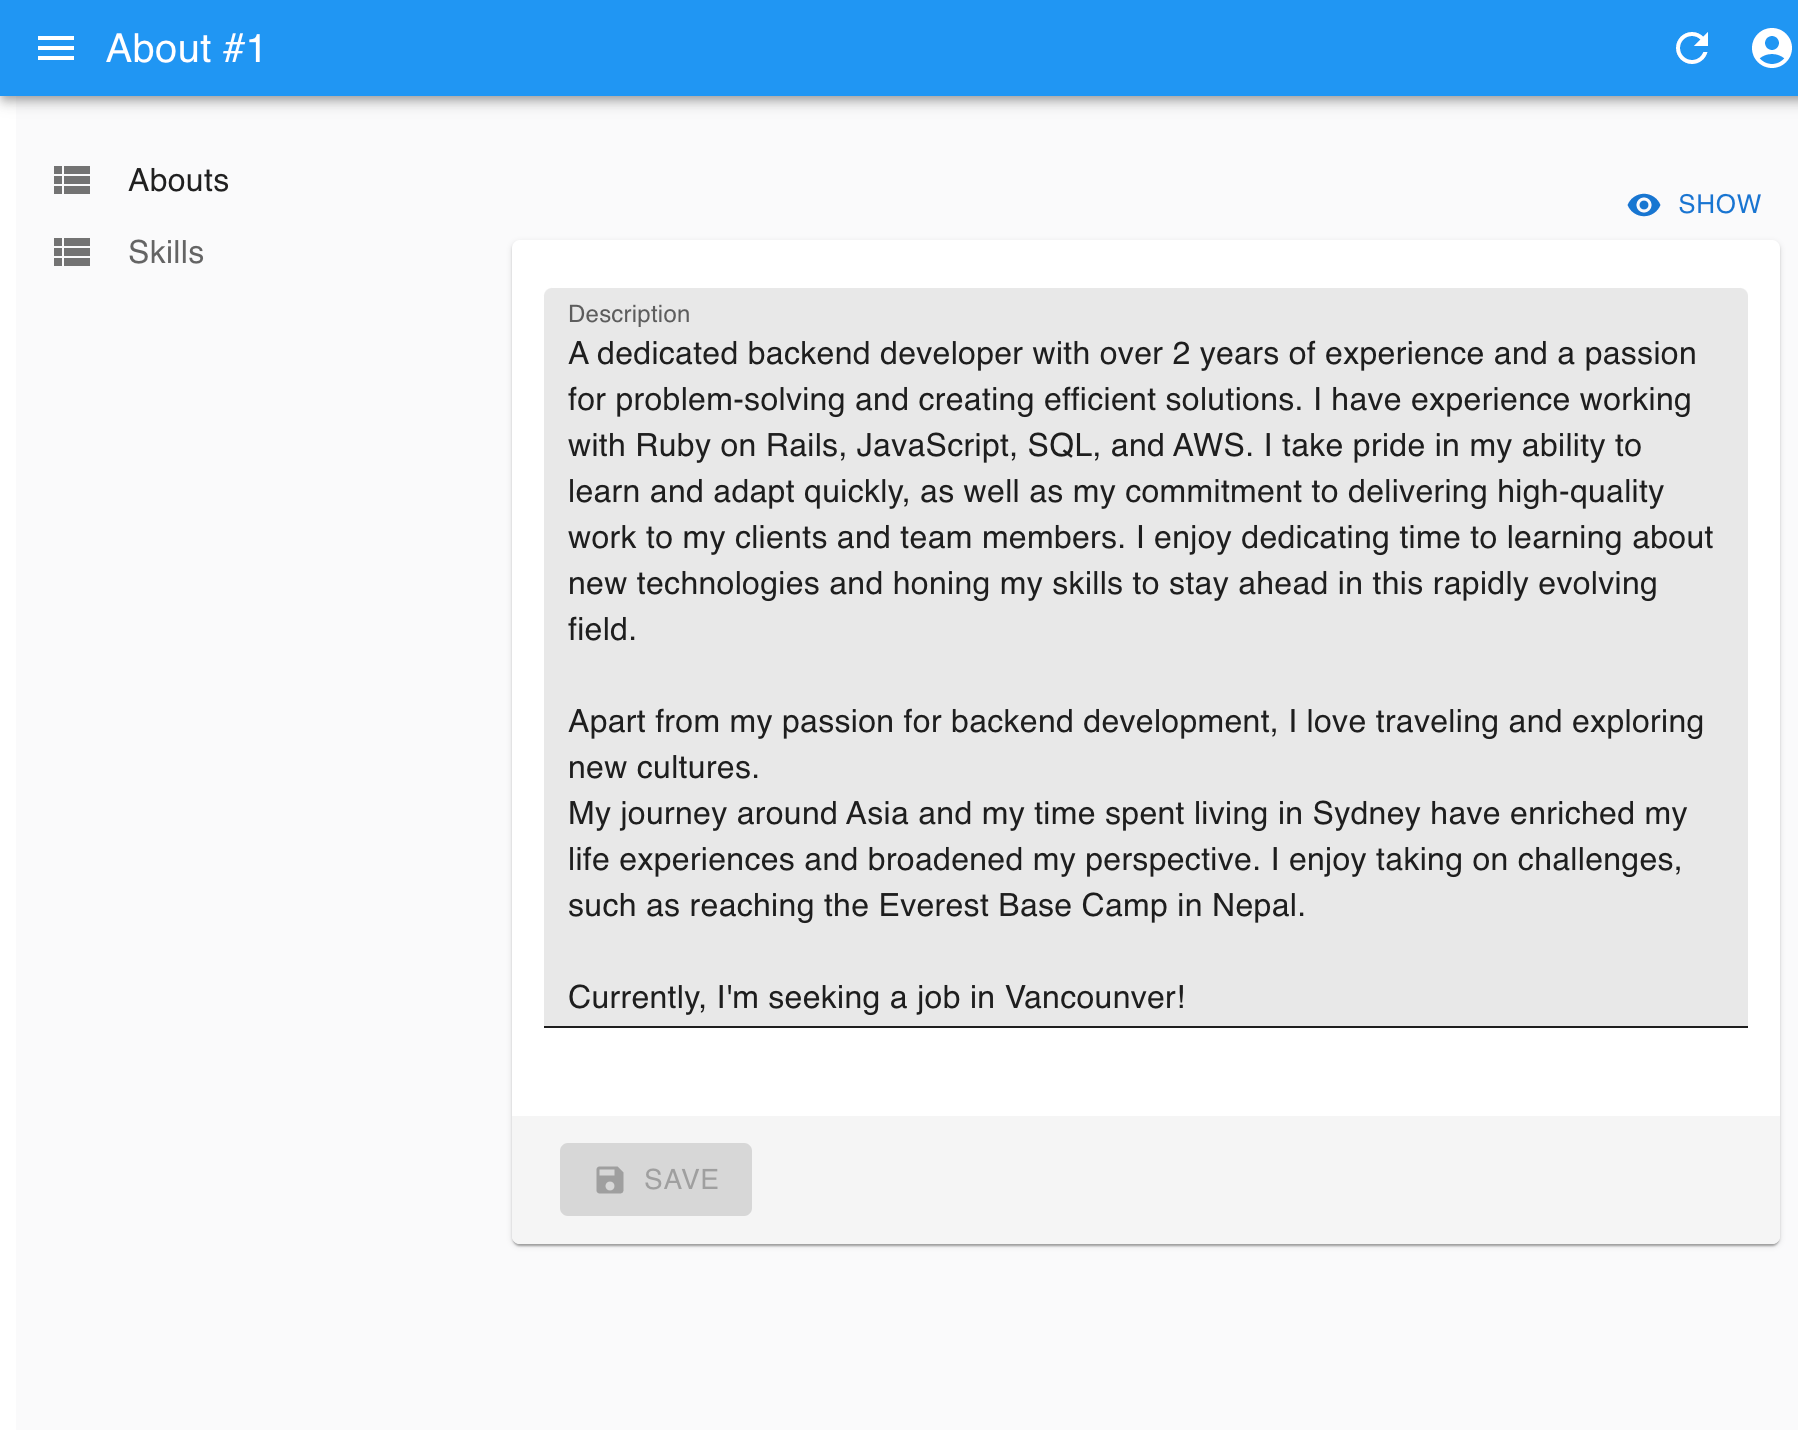 About #1
Abouts
Skills
SHOW
Description
A dedicated backend developer with over 2 years of experience and a passion
for problem-solving and creating efficient solutions. I have experience working
with Ruby on Rails, JavaScript, SQL, and AWS. I take pride in my ability to
learn and adapt quickly, as well as my commitment to delivering high-quality
work to my clients and team members. I enjoy dedicating time to learning about
new technologies and honing my skills to stay ahead in this rapidly evolving
field.
Apart from my passion for backend development, I love traveling and exploring
new cultures.
My journey around Asia and my time spent living in Sydney have enriched my
life experiences and broadened my perspective. I enjoy taking on challenges,
such as reaching the Everest Base Camp in Nepal.
Currently, I'm seeking a job in Vancounver!
SAVE